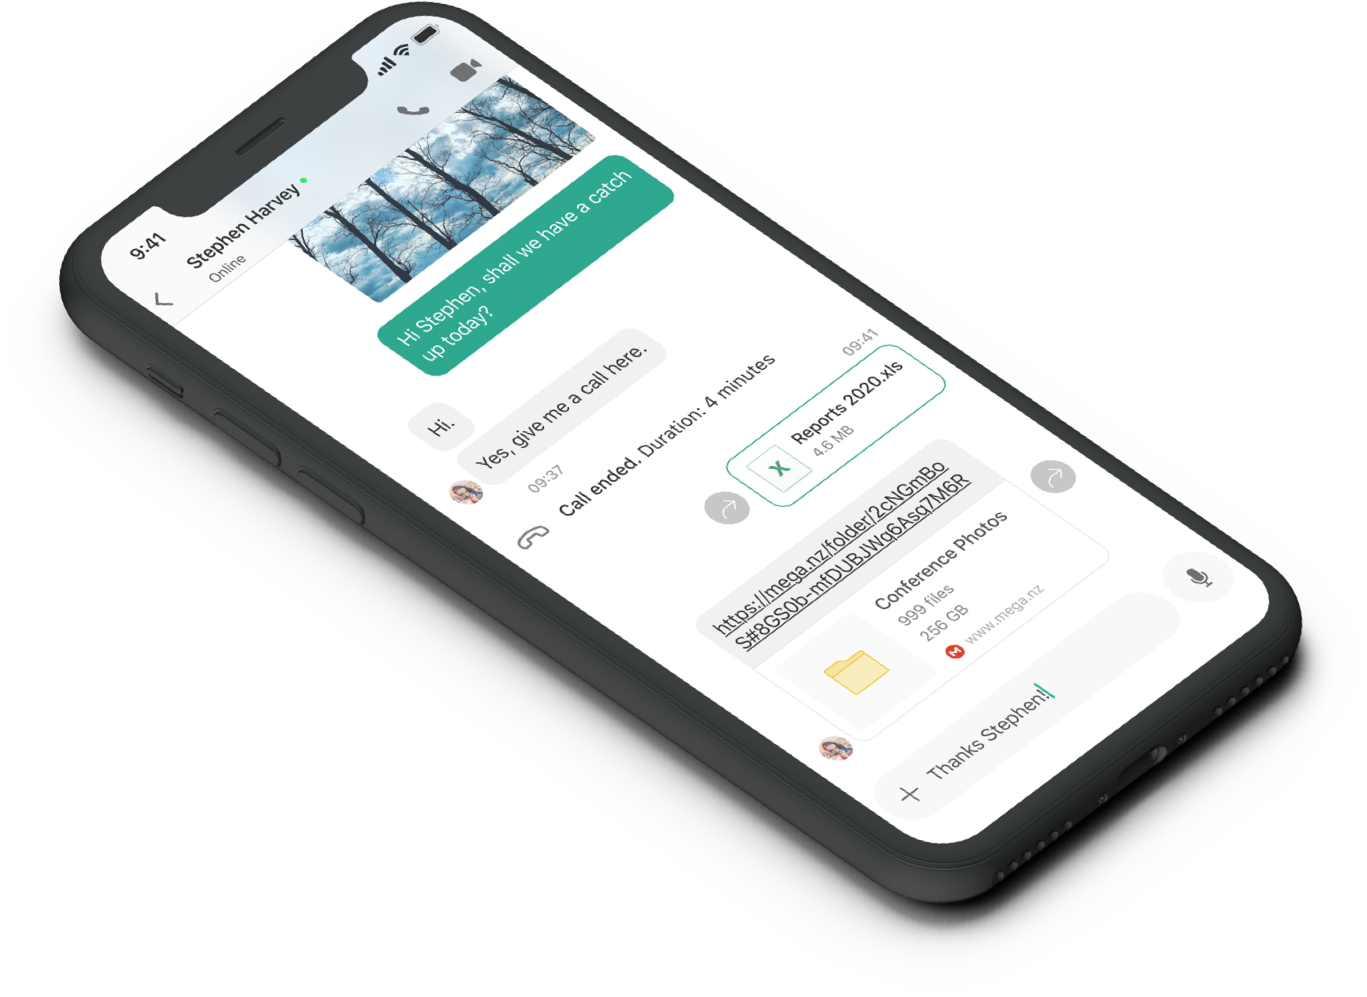 9:41
Stephen Harvey
Online
Hi Stephen, shall we have a catch
up today?
Hi.
Yes, give me a call here.
09:37
Call ended. Duration: 4 minutes
09:41
X
Reports 2020.xls
4.6 MB
https://mega.nz/folder/2cNGmBo
S#8GS0b-mfDUBJWq6Asq7M6R
Conference Photos
999 files
256 GB
M www.mega.nz
Thanks Stephen!